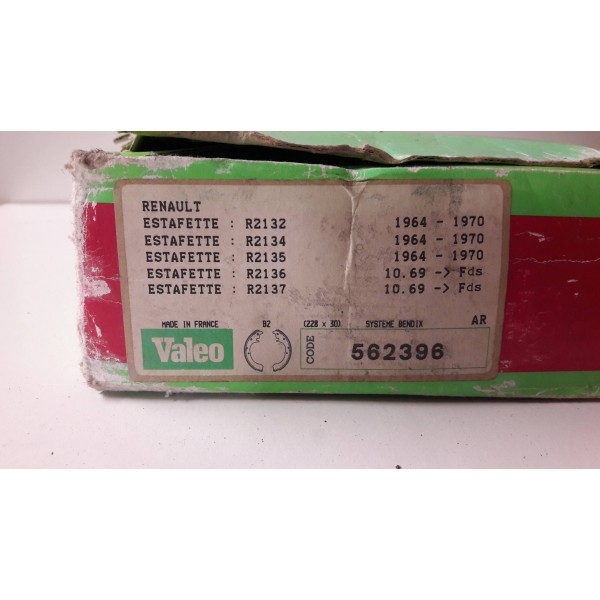 RENAULT
ESTAFETTE : R2132 1964 - 1970
ESTAFETTE : R2134 1964 - 1970
ESTAFETTE : R2135 1964 - 1970
ESTAFETTE : R2136 10.69 -> Fds
ESTAFETTE : R2137 10.69 -> Fds
MADE IN FRANCE 82 (228 x 30) SYSTEME BENDIX AR
Valeo CODE 562396